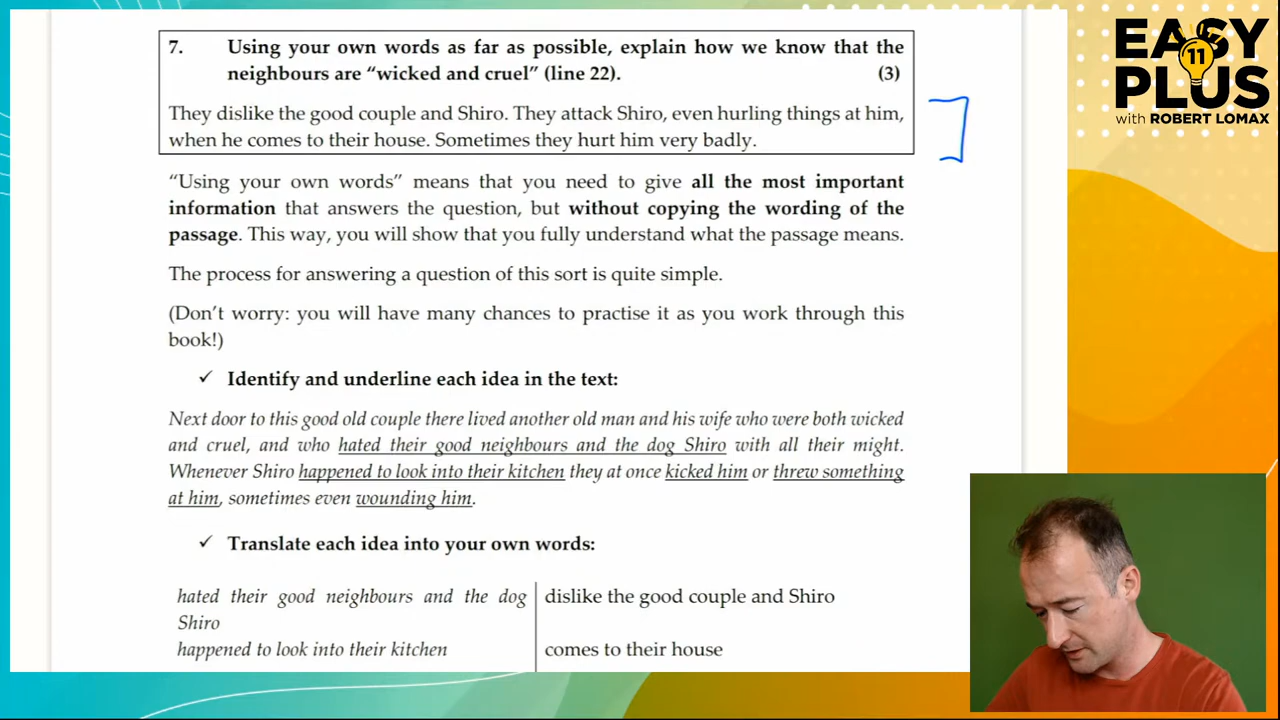 7. Using your own words as far as possible, explain how we know that the
neighbours are “wicked and cruel” (line 22). (3)
They dislike the good couple and Shiro. They attack Shiro, even hurling things at him,
when he comes to their house. Sometimes they hurt him very badly.
“Using your own words” means that you need to give all the most important
information that answers the question, but without copying the wording of the
passage. This way, you will show that you fully understand what the passage means.
The process for answering a question of this sort is quite simple.
(Don’t worry: you will have many chances to practise it as you work through this
book!)
✓ Identify and underline each idea in the text:
Next door to this good old couple there lived another old man and his wife who were both wicked
and cruel, and who hated their good neighbours and the dog Shiro with all their might.
Whenever Shiro happened to look into their kitchen they at once kicked him or threw something
at him, sometimes even wounding him.
✓ Translate each idea into your own words:
hated their good neighbours and the dog
Shiro
dislike the good couple and Shiro
happened to look into their kitchen
comes to their house
EASY
11
PLUS
with ROBERT LOMAX